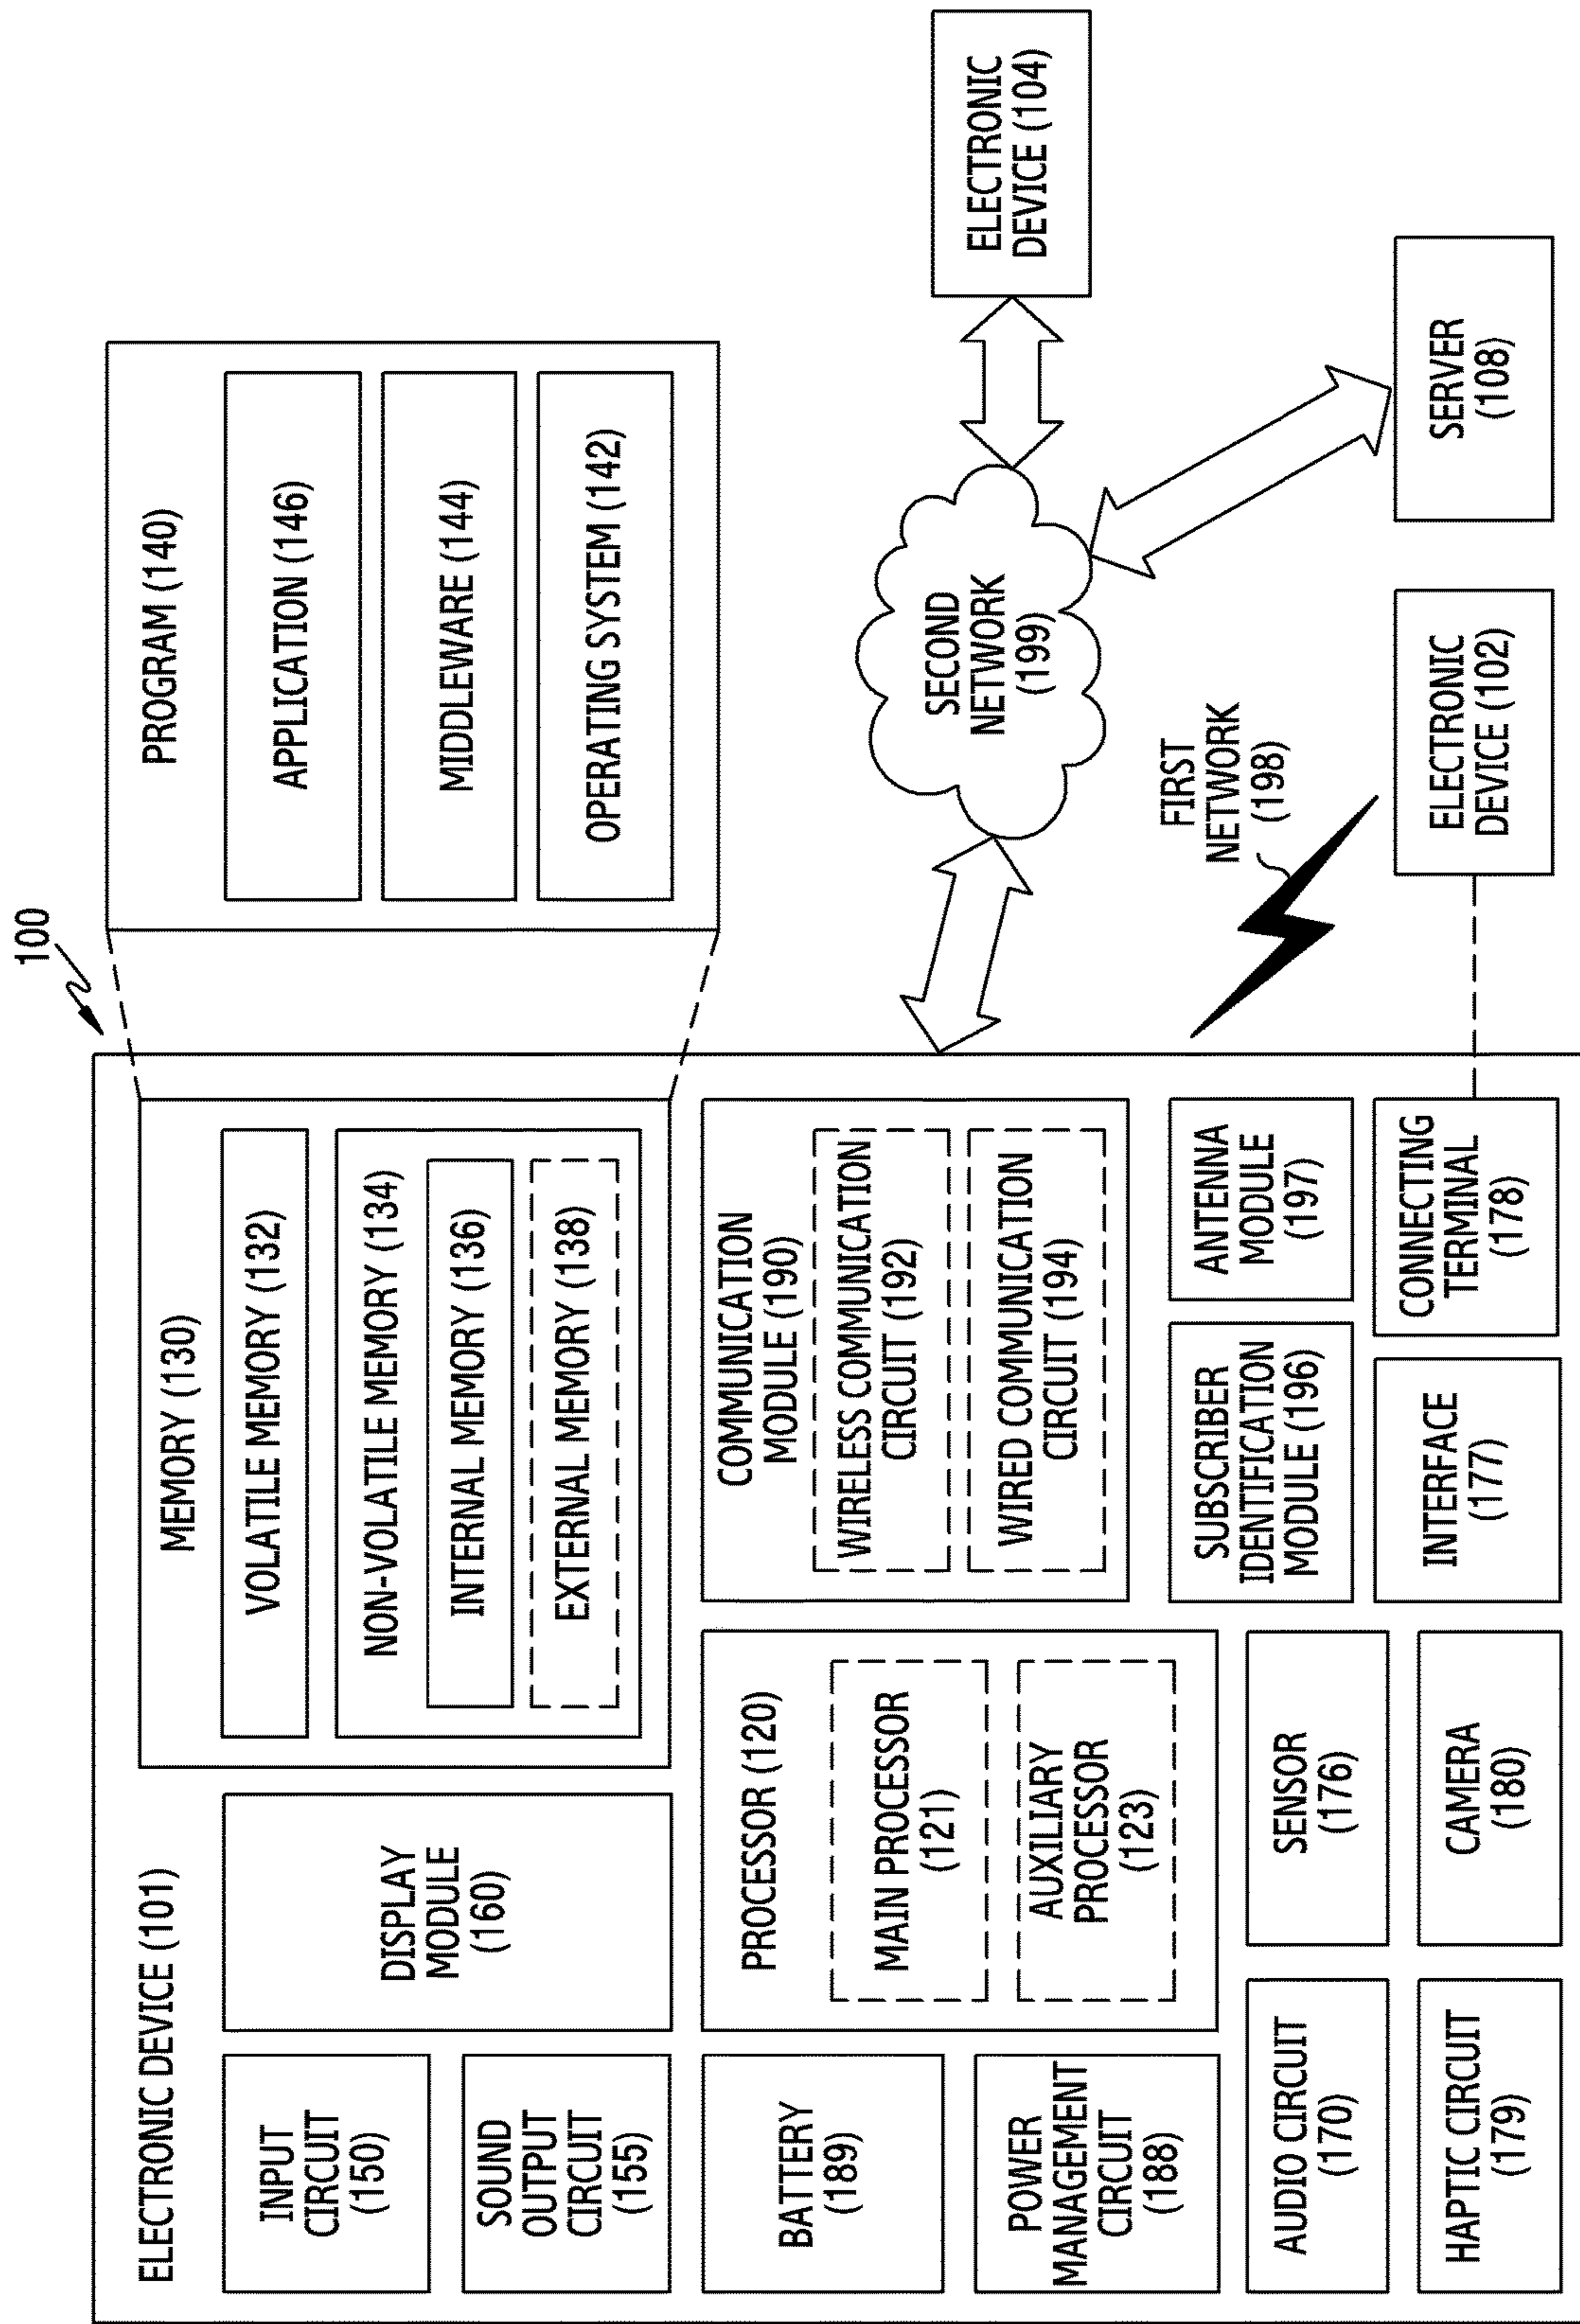 100
ELECTRONIC DEVICE (101)
INPUT
CIRCUIT
(150)
SOUND
OUTPUT
CIRCUIT
(155)
DISPLAY
MODULE
(160)
MEMORY (130)
VOLATILE MEMORY (132)
NON-VOLATILE MEMORY (134)
INTERNAL MEMORY (136)
EXTERNAL MEMORY (138)
PROGRAM (140)
APPLICATION (146)
MIDDLEWARE (144)
OPERATING SYSTEM (142)
BATTERY
(189)
POWER
MANAGEMENT
CIRCUIT
(188)
PROCESSOR (120)
MAIN PROCESSOR
(121)
AUXILIARY
PROCESSOR
(123)
COMMUNICATION
MODULE (190)
WIRELESS COMMUNICATION
CIRCUIT (192)
WIRED COMMUNICATION
CIRCUIT (194)
SECOND
NETWORK
(199)
ELECTRONIC
DEVICE (104)
AUDIO CIRCUIT
(170)
SENSOR
(176)
SUBSCRIBER
IDENTIFICATION
MODULE (196)
ANTENNA
MODULE
(197)
FIRST
NETWORK
(198)
HAPTIC CIRCUIT
(179)
CAMERA
(180)
INTERFACE
(177)
CONNECTING
TERMINAL
(178)
ELECTRONIC
DEVICE (102)
SERVER
(108)